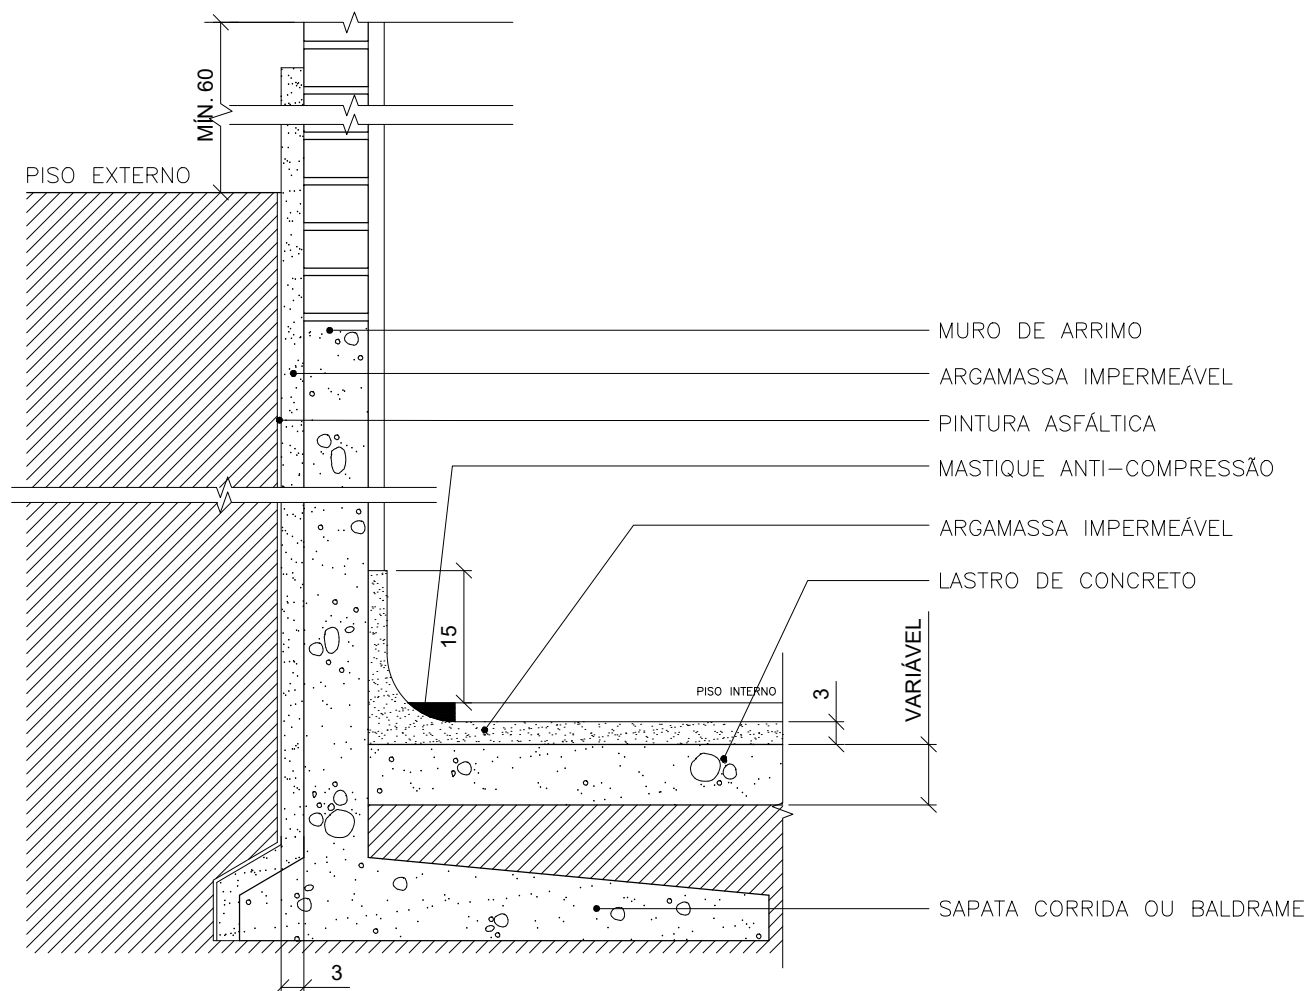 MÍN. 60
PISO EXTERNO
MURO DE ARRIMO
ARGAMASSA IMPERMEÁVEL
PINTURA ASFÁLTICA
MASTIQUE ANTI-COMPRESSÃO
ARGAMASSA IMPERMEÁVEL
LASTRO DE CONCRETO
15
VARIÁVEL
PISO INTERNO
3
SAPATA CORRIDA OU BALDRAME
3